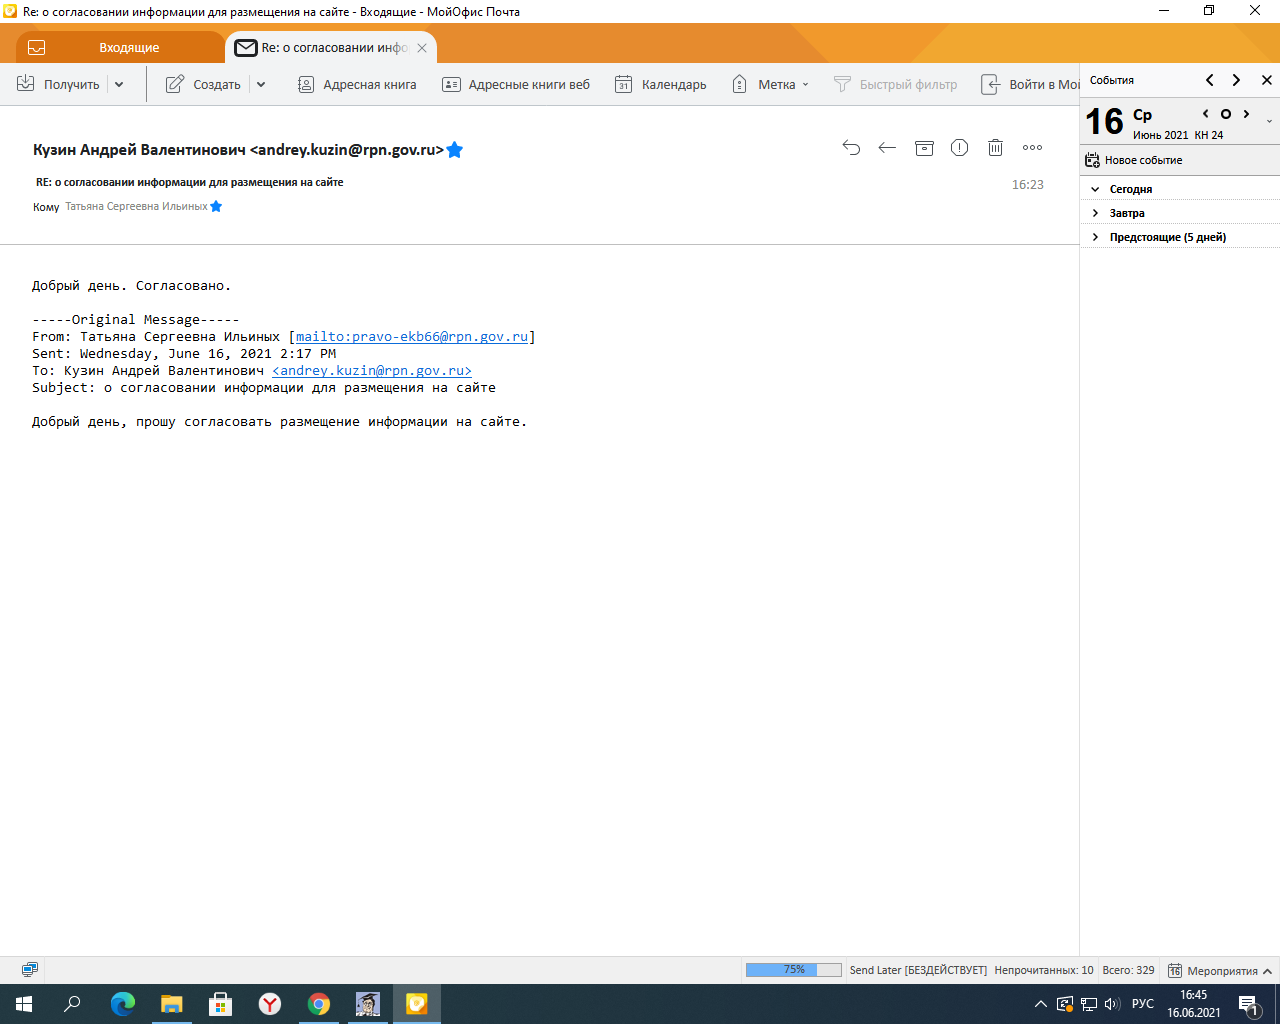 Re: о согласовании информации для размещения на сайте - Входящие - МойОфис Почта
Входящие
Re: о согласовании инфо
Получить
Создать
Адресная книга
Адресные книги веб
31
Календарь
Метка
Быстрый фильтр
Войти в Мой
События
16
Ср
Июнь 2021 КН 24
Новое событие
Сегодня
Завтра
Предстоящие (5 дней)
Кузин Андрей Валентинович <andrey.kuzin@rpn.gov.ru>
RE: о согласовании информации для размещения на сайте
16:23
Кому Татьяна Сергеевна Ильиных
Добрый день. Согласовано.
-----Original Message-----
From: Татьяна Сергеевна Ильиных [mailto:pravo-ekb66@rpn.gov.ru]
Sent: Wednesday, June 16, 2021 2:17 PM
To: Кузин Андрей Валентинович <andrey.kuzin@rpn.gov.ru>
Subject: о согласовании информации для размещения на сайте
Добрый день, прошу согласовать размещение информации на сайте.
75%
Send Later [БЕЗДЕЙСТВУЕТ]
Непрочитанных: 10
Всего: 329
16
Мероприятия
РУС
16:45
16.06.2021
1